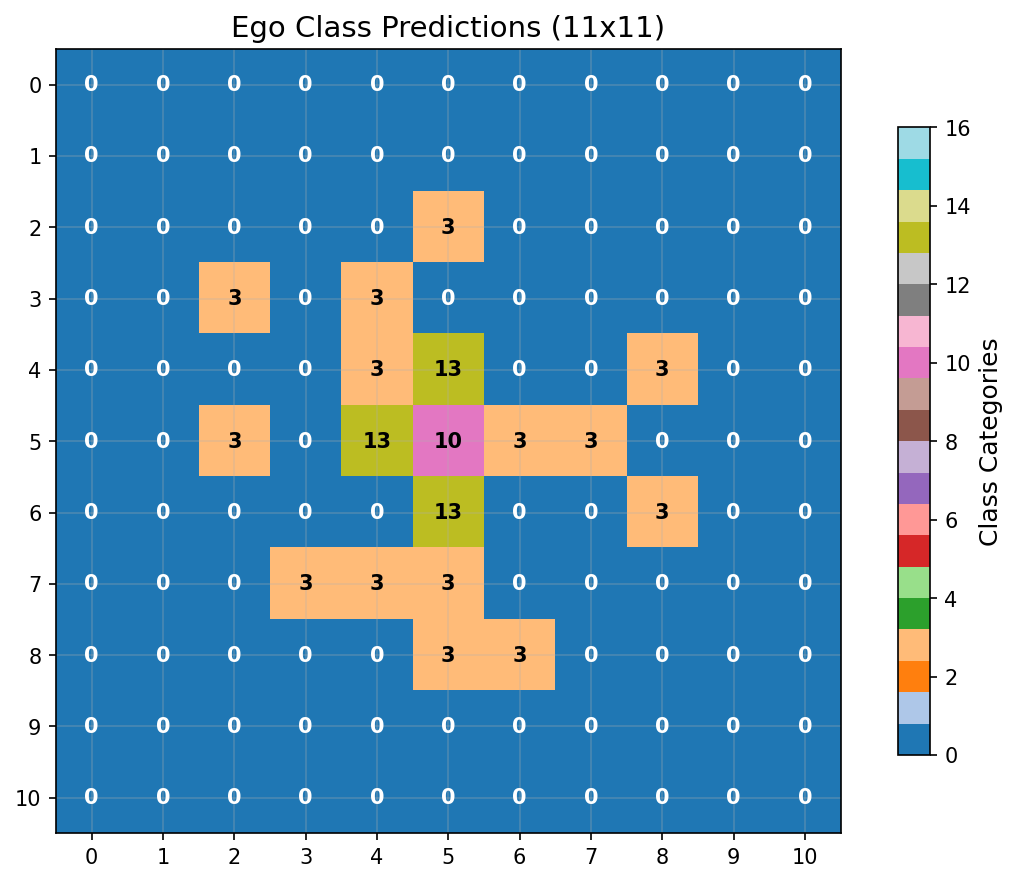 Ego Class Predictions (11x11)
0 0 0 0 0 0 0 0 0 0 0 0
1 0 0 0 0 0 0 0 0 0 0 0
2 0 0 0 0 0 3 0 0 0 0 0
3 0 0 3 0 3 0 0 0 0 0 0
4 0 0 0 0 3 13 0 0 3 0 0
5 0 0 3 0 13 10 3 3 0 0 0
6 0 0 0 0 0 13 0 0 3 0 0
7 0 0 0 3 3 3 0 0 0 0 0
8 0 0 0 0 0 3 3 0 0 0 0
9 0 0 0 0 0 0 0 0 0 0 0
10 0 0 0 0 0 0 0 0 0 0 0
0 1 2 3 4 5 6 7 8 9 10
16
14
12
10
8
6
4
2
0
Class Categories